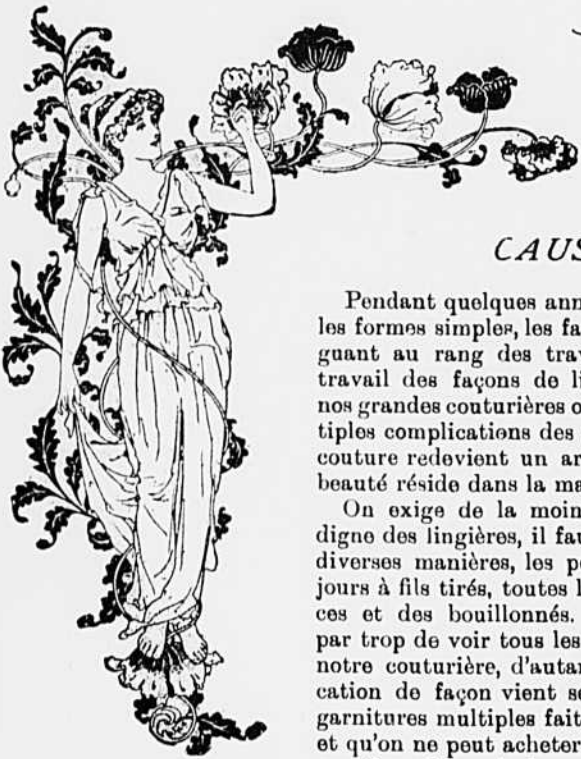 CAUS
Pendant quelques ann
les formes simples, les fa
guant au rang des trav
travail des façons de li
nos grandes couturières o
tiples complications des
couture redevient un ar
beauté réside dans la ma
On exige de la moin
digne des lingières, il fau
diverses manières, les p
jours à fils tirés, toutes l
ces et des bouillonnés.
par trop de voir tous les
notre couturière, d'autan
cation de façon vient s
garnitures multiples fait
et qu'on ne peut acheter